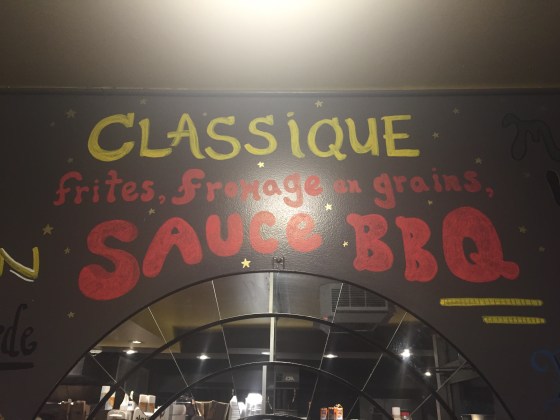 CLASSIQUE
frites, fromage en grains,
SAUCE BBQ